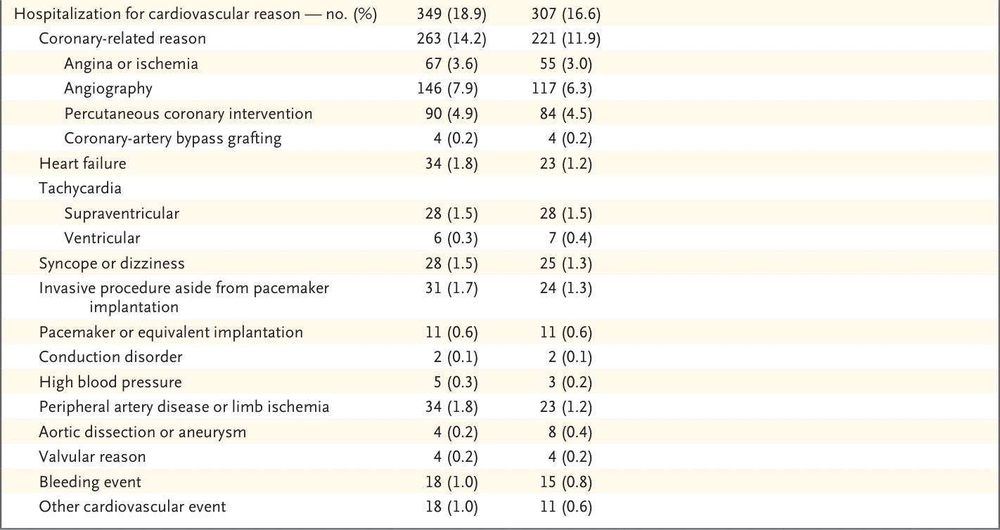 Hospitalization for cardiovascular reason — no. (%) 349 (18.9) 307 (16.6)
Coronary-related reason 263 (14.2) 221 (11.9)
Angina or ischemia 67 (3.6) 55 (3.0)
Angiography 146 (7.9) 117 (6.3)
Percutaneous coronary intervention 90 (4.9) 84 (4.5)
Coronary-artery bypass grafting 4 (0.2) 4 (0.2)
Heart failure 34 (1.8) 23 (1.2)
Tachycardia
Supraventricular 28 (1.5) 28 (1.5)
Ventricular 6 (0.3) 7 (0.4)
Syncope or dizziness 28 (1.5) 25 (1.3)
Invasive procedure aside from pacemaker 31 (1.7) 24 (1.3)
implantation
Pacemaker or equivalent implantation 11 (0.6) 11 (0.6)
Conduction disorder 2 (0.1) 2 (0.1)
High blood pressure 5 (0.3) 3 (0.2)
Peripheral artery disease or limb ischemia 34 (1.8) 23 (1.2)
Aortic dissection or aneurysm 4 (0.2) 8 (0.4)
Valvular reason 4 (0.2) 4 (0.2)
Bleeding event 18 (1.0) 15 (0.8)
Other cardiovascular event 18 (1.0) 11 (0.6)